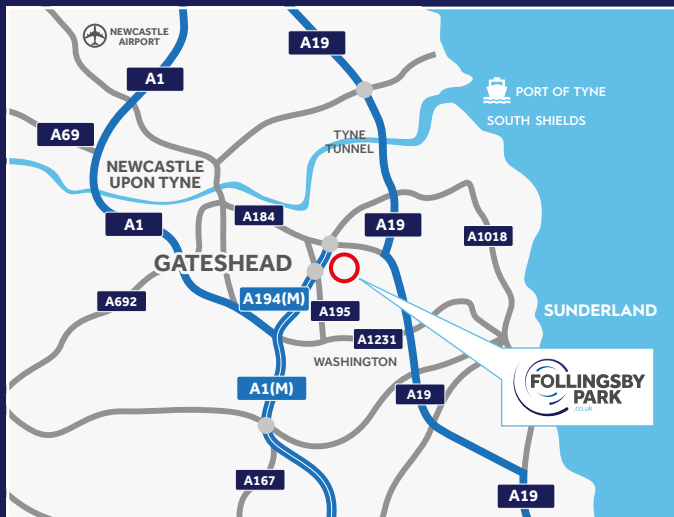 NEWCASTLE
AIRPORT
A19
A1
PORT OF TYNE
SOUTH SHIELDS
A69
TYNE
TUNNEL
NEWCASTLE
UPON TYNE
A184
A1
A19
A1018
GATESHEAD
A194(M)
A692
A195
SUNDERLAND
A1231
WASHINGTON
FOLLINGSBY
PARK
.co.uk
A1(M)
A19
A167
A19